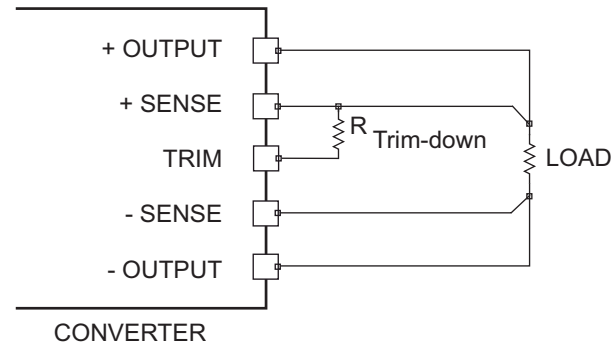 + OUTPUT
+ SENSE
R Trim-down
TRIM
LOAD
- SENSE
- OUTPUT
CONVERTER